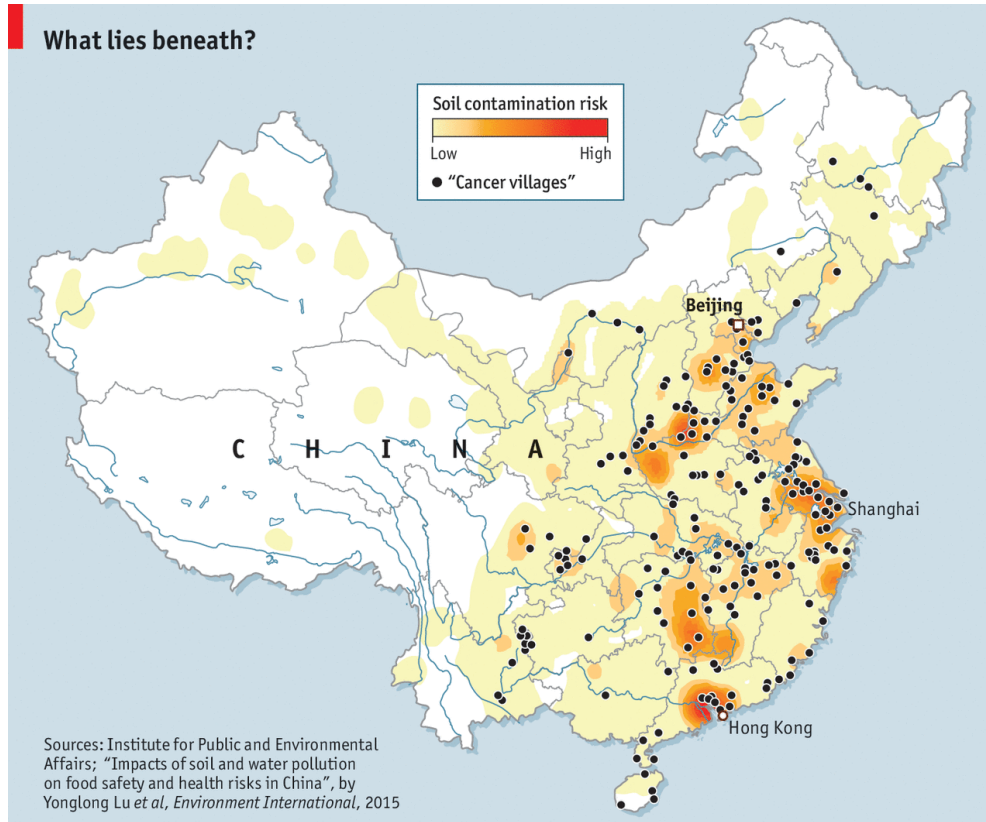 What lies beneath?
Soil contamination risk
Low High
“Cancer villages”
Beijing
CHINA
Shanghai
Hong Kong
Sources: Institute for Public and Environmental
Affairs; “Impacts of soil and water pollution
on food safety and health risks in China”, by
Yonglong Lu et al, Environment International, 2015